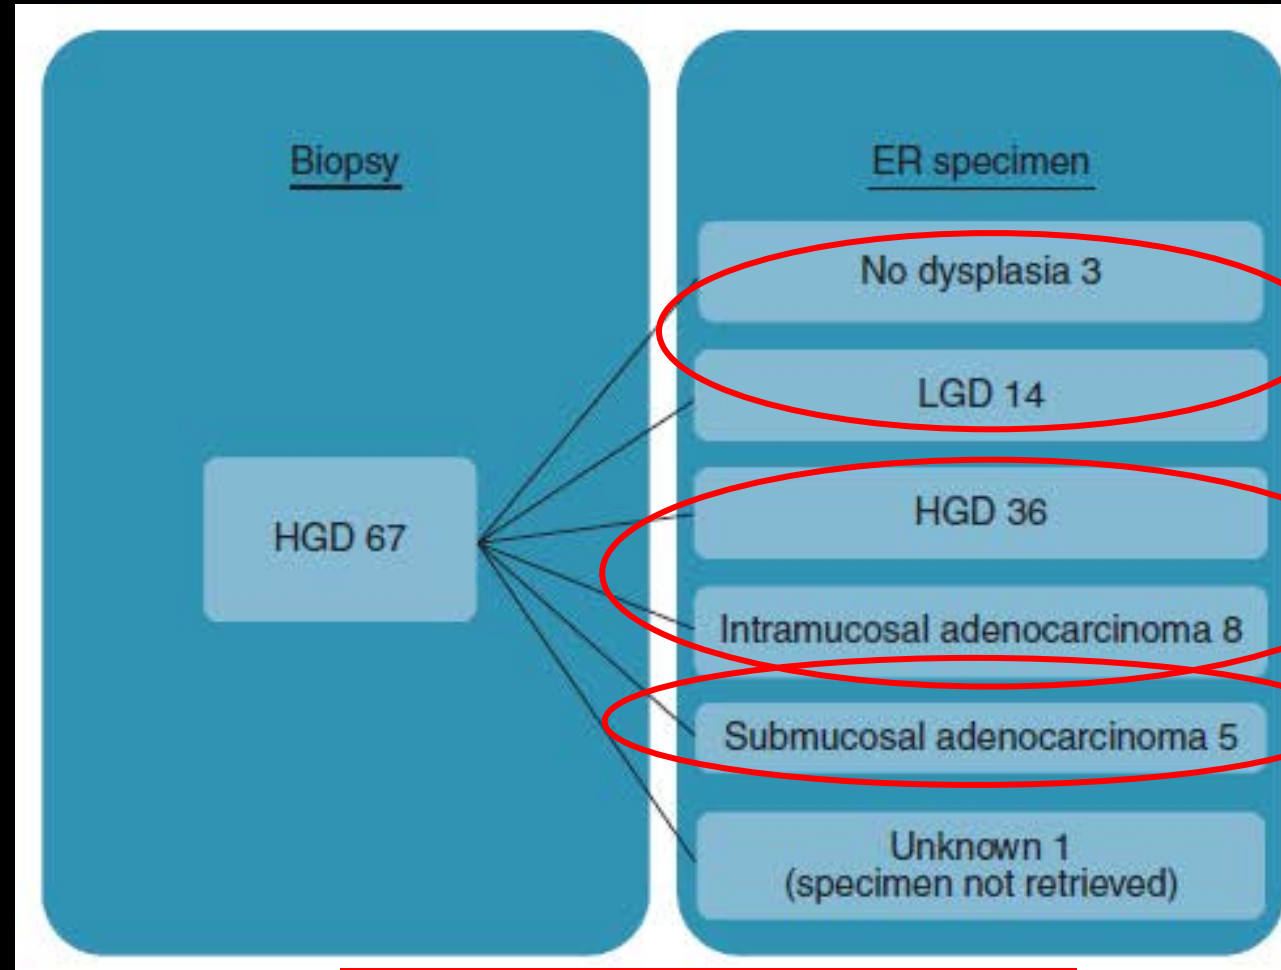 Biopsy
HGD 67
ER specimen
No dysplasia 3
LGD 14
HGD 36
Intramucosal adenocarcinoma 8
Submucosal adenocarcinoma 5
Unknown 1
(specimen not retrieved)